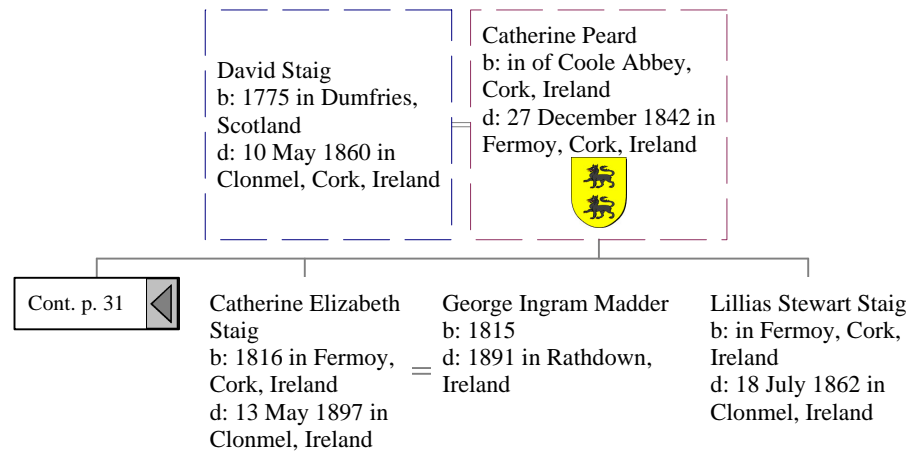 David Staig
b: 1775 in Dumfries,
Scotland
d: 10 May 1860 in
Clonmel, Cork, Ireland
Catherine Peard
b: in of Coole Abbey,
Cork, Ireland
d: 27 December 1842 in
Fermoy, Cork, Ireland
Cont. p. 31
Catherine Elizabeth
Staig
b: 1816 in Fermoy,
Cork, Ireland
d: 13 May 1897 in
Clonmel, Ireland
George Ingram Madder
b: 1815
d: 1891 in Rathdown,
Ireland
Lillias Stewart Staig
b: in Fermoy, Cork,
Ireland
d: 18 July 1862 in
Clonmel, Ireland